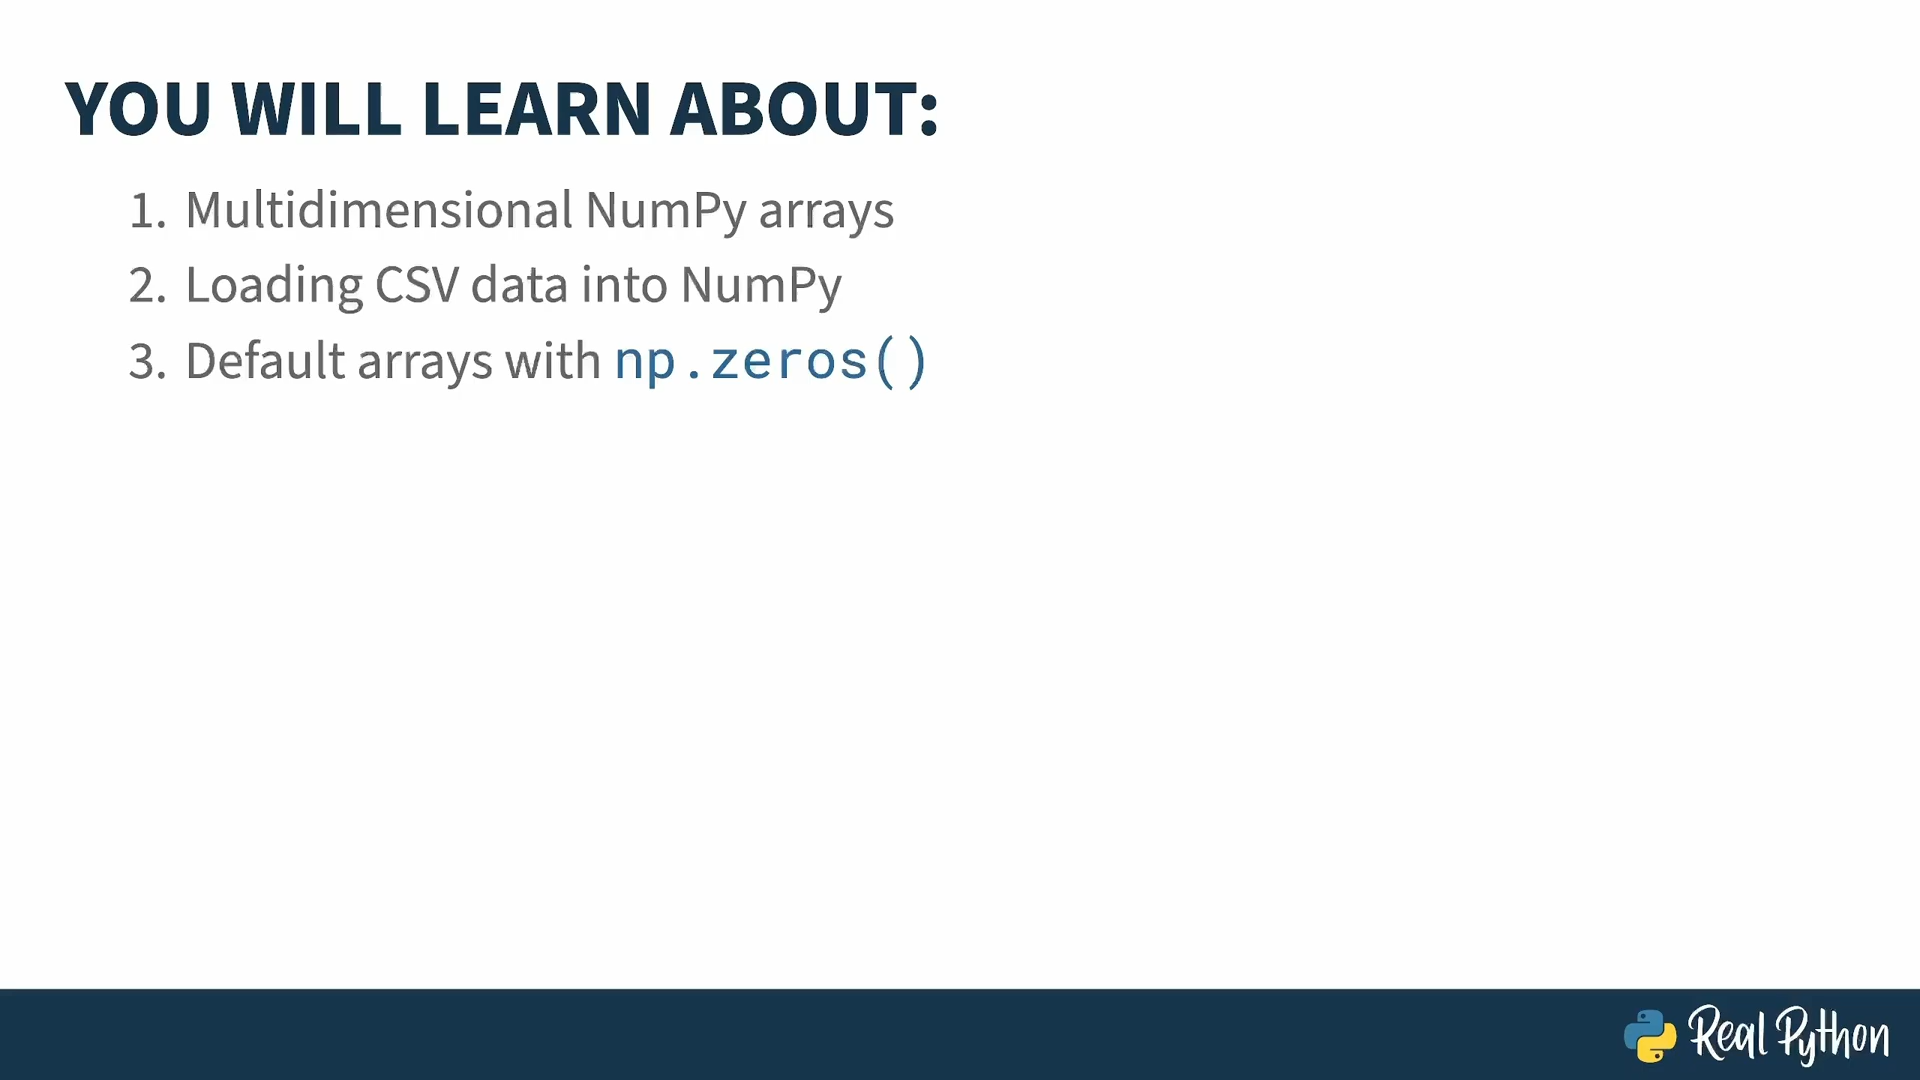 YOU WILL LEARN ABOUT:
1. Multidimensional NumPy arrays
2. Loading CSV data into NumPy
3. Default arrays with np.zeros()
Real Python